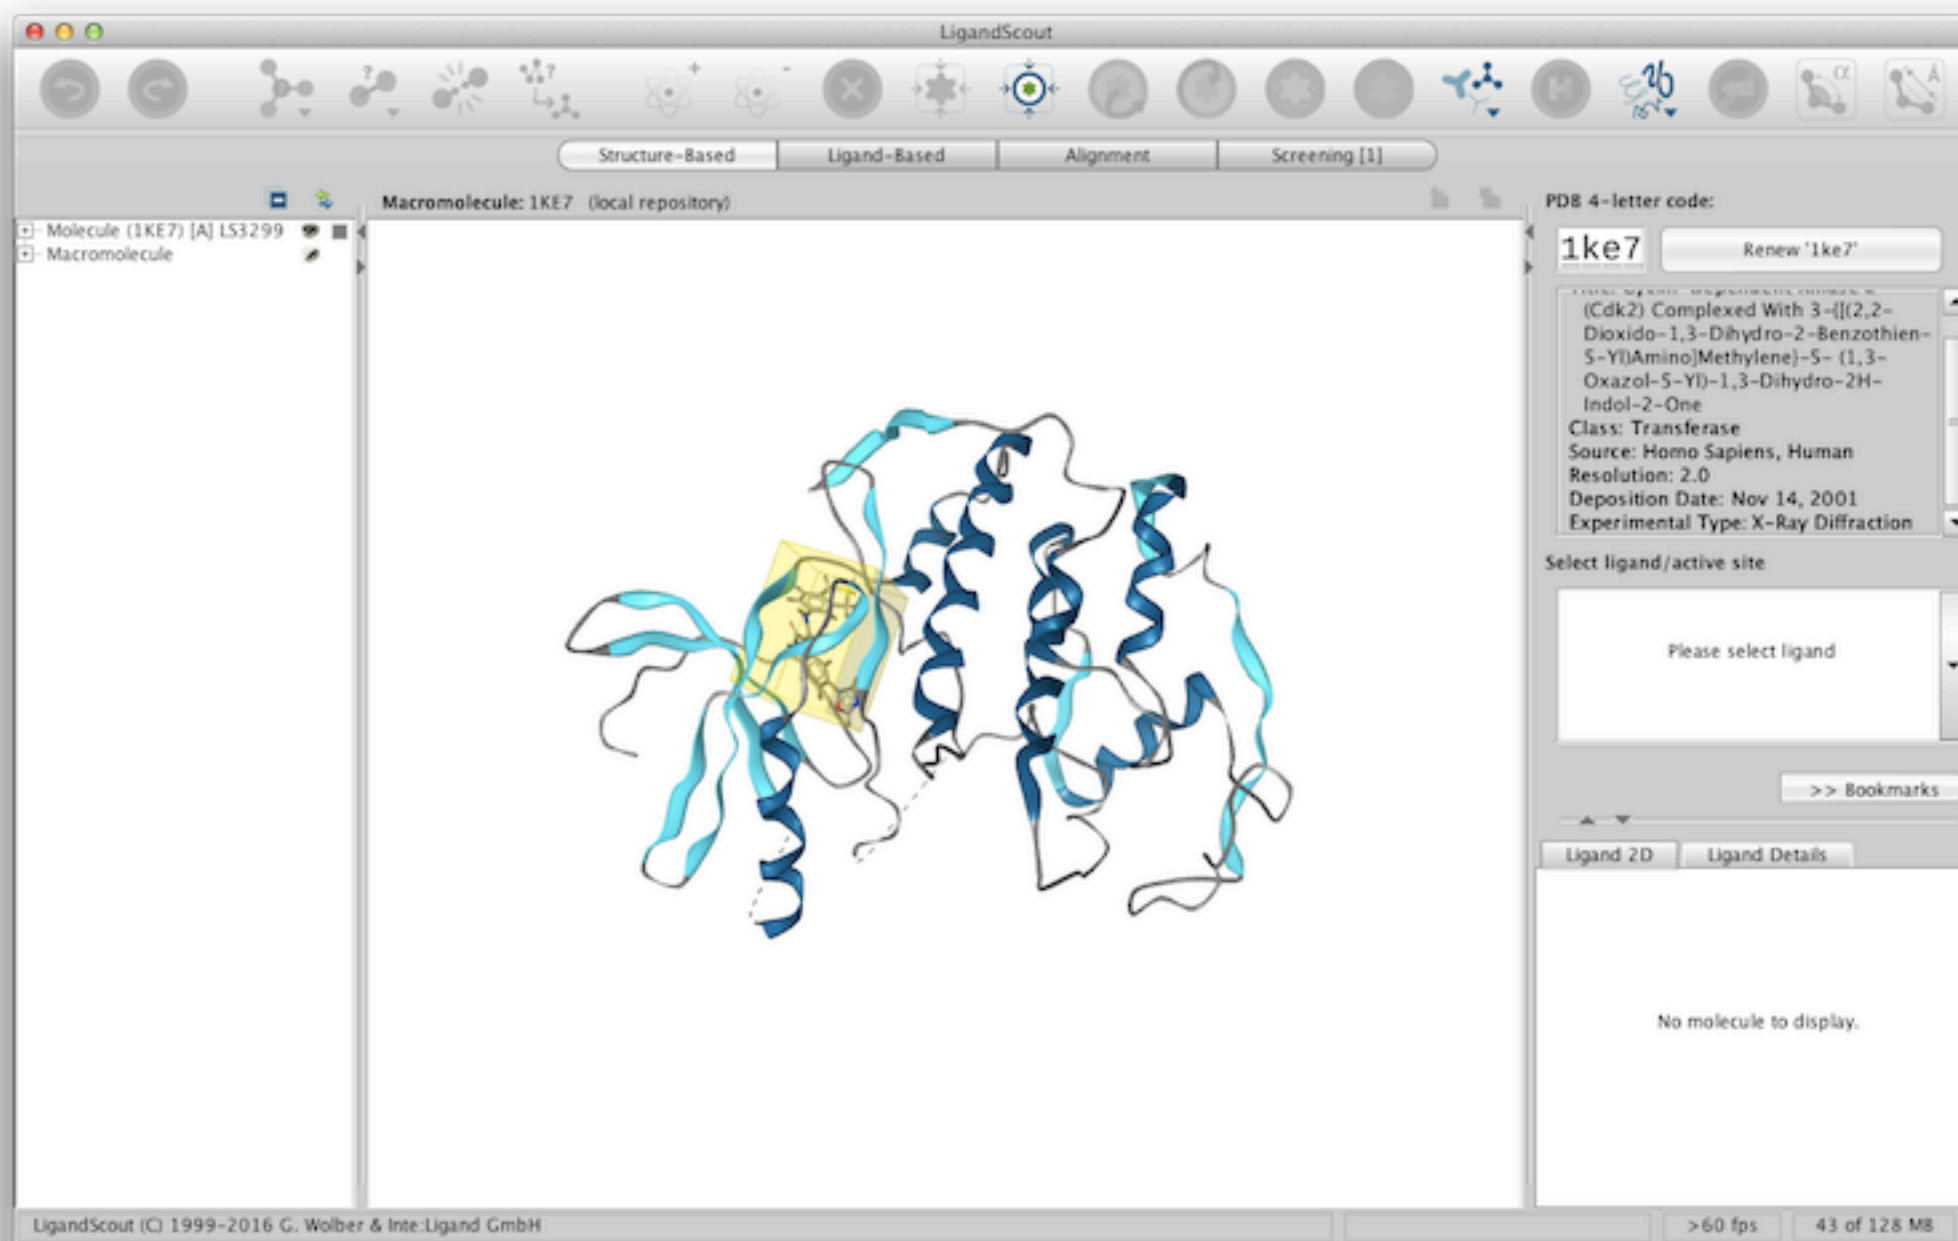 LigandScout
Structure-Based
Ligand-Based
Alignment
Screening [1]
Macromolecule: 1KE7 (local repository)
PDB 4-letter code:
Molecule (1KE7) [A] LS3299
Macromolecule
1ke7
Renew '1ke7'
(Cdk2) Complexed With 3-{[(2,2-
Dioxido-1,3-Dihydro-2-Benzothien-
5-Yl)Amino]Methylene}-5- (1,3-
Oxazol-5-Yl)-1,3-Dihydro-2H-
Indol-2-One
Class: Transferase
Source: Homo Sapiens, Human
Resolution: 2.0
Deposition Date: Nov 14, 2001
Experimental Type: X-Ray Diffraction
Select ligand/active site
Please select ligand
>> Bookmarks
Ligand 2D
Ligand Details
No molecule to display.
LigandScout (C) 1999-2016 G. Wolber & Inte:Ligand GmbH
>60 fps
43 of 128 MB